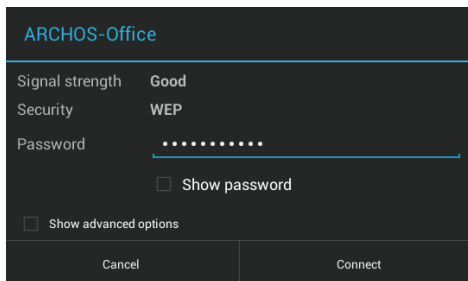 ARCHOS-Office
Signal strength Good
Security WEP
Password •••••••••••
Show password
Show advanced options
Cancel Connect